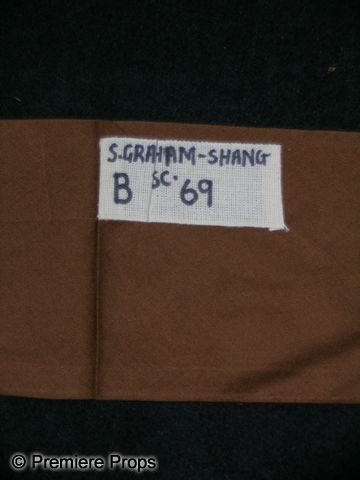 S.GRAHAM-SHANG
B SC. 69
© Premiere Props